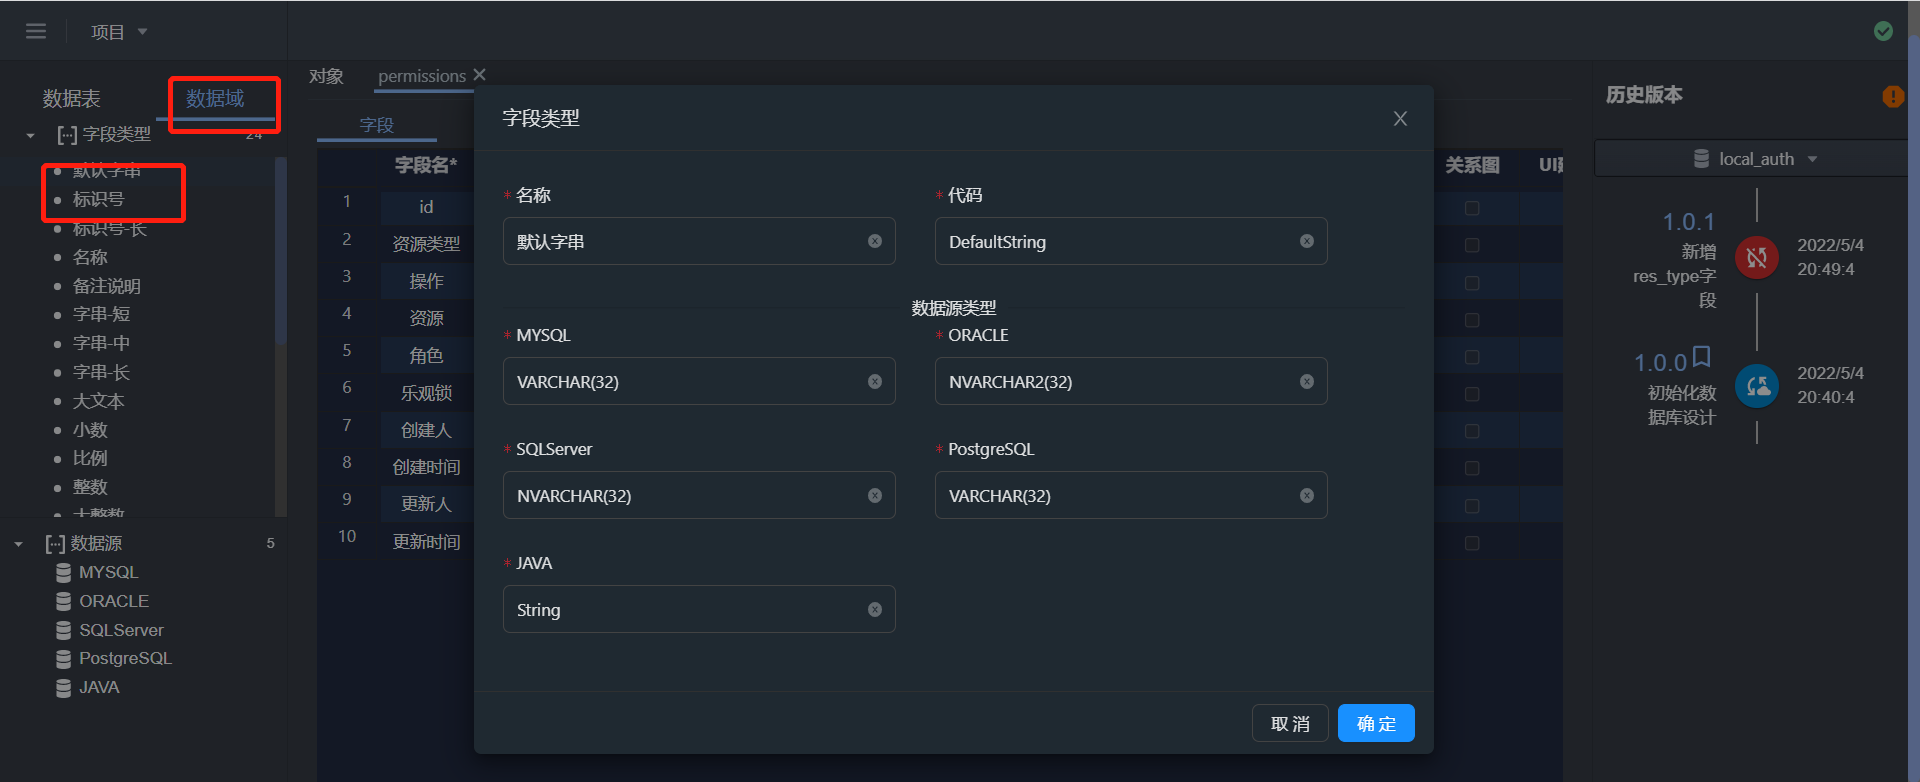 项目
数据表
数据域
字段类型
24
默认字串
标识号
标识号-长
名称
备注说明
字串-短
字串-中
字串-长
大文本
小数
比例
整数
大整数
数据源
5
MYSQL
ORACLE
SQLServer
PostgreSQL
JAVA
对象
permissions
字段
字段名*
关系图
1
id
2
资源类型
3
操作
4
资源
5
角色
6
乐观锁
7
创建人
8
创建时间
9
更新人
10
更新时间
字段类型
* 名称
默认字串
* 代码
DefaultString
数据源类型
* MYSQL
VARCHAR(32)
* ORACLE
NVARCHAR2(32)
* SQLServer
NVARCHAR(32)
* PostgreSQL
VARCHAR(32)
* JAVA
String
取 消
确 定
历史版本
local_auth
1.0.1
新增
res_type字
段
2022/5/4
20:49:4
1.0.0
初始化数
据库设计
2022/5/4
20:40:4